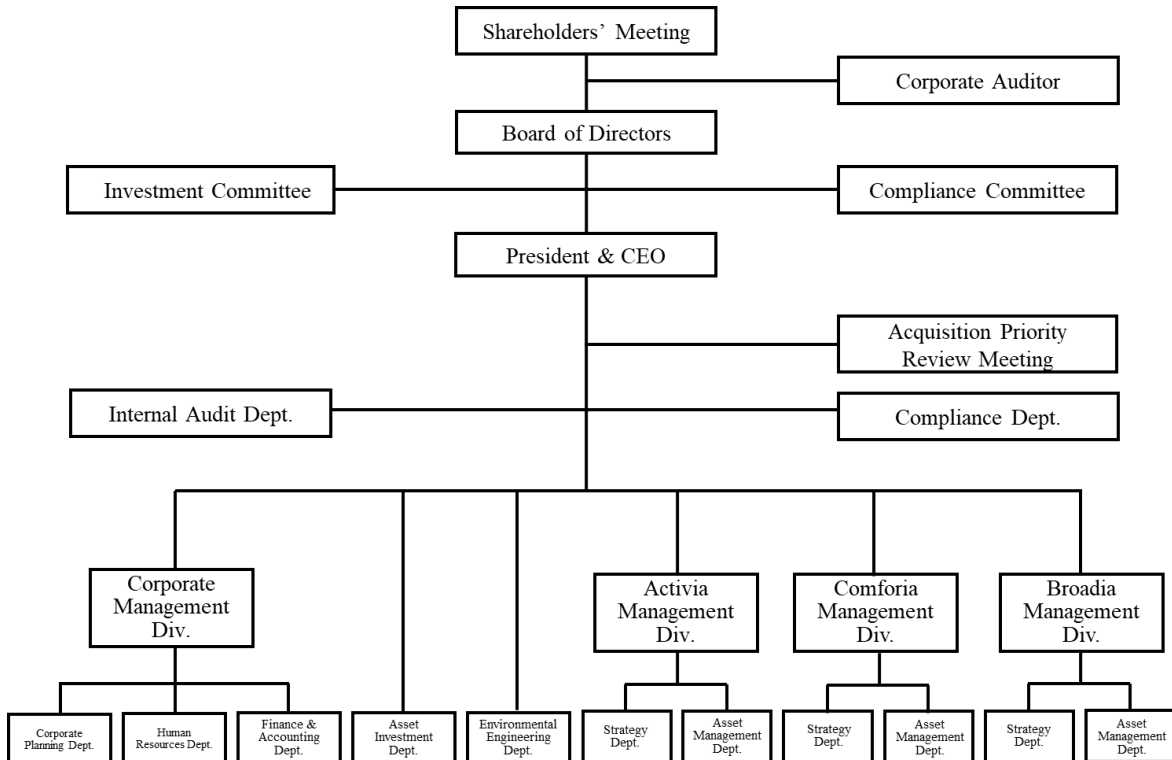 Shareholders’ Meeting
Corporate Auditor
Board of Directors
Investment Committee
Compliance Committee
President & CEO
Acquisition Priority
Review Meeting
Internal Audit Dept.
Compliance Dept.
Corporate
Management
Div.
Activia
Management
Div.
Comforia
Management
Div.
Broadia
Management
Div.
Corporate
Planning Dept.
Human
Resources Dept.
Finance &
Accounting
Dept.
Asset
Investment
Dept.
Environmental
Engineering Dept.
Strategy
Dept.
Asset
Management
Dept.
Strategy
Dept.
Asset
Management
Dept.
Strategy
Dept.
Asset
Management
Dept.